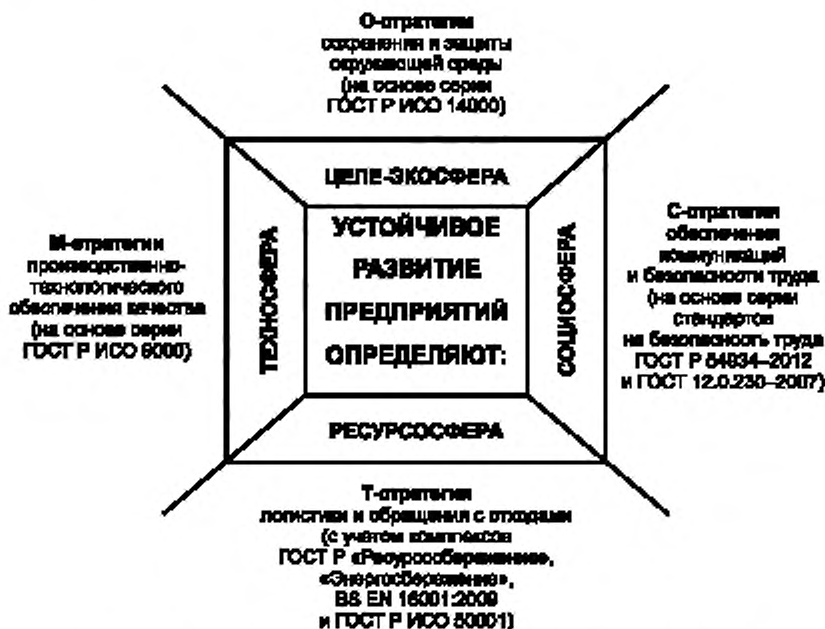 О-стратегии
сохранения и защиты
окружающей среды
(на основе серии
ГОСТ Р ИСО 14000)
ЦЕЛЕ-ЭКОСФЕРА
М-стратегии
производственно-
технологического
обеспечения качества
(на основе серии
ГОСТ Р ИСО 9000)
ТЕХНОСФЕРА
УСТОЙЧИВОЕ
РАЗВИТИЕ
ПРЕДПРИЯТИЙ
ОПРЕДЕЛЯЮТ:
СОЦИОСФЕРА
С-стратегия
обеспечения
коммуникаций
и безопасности труда
(на основе серии
стандартов
на безопасность труда
ГОСТ Р 54934–2012
и ГОСТ 12.0.230–2007)
РЕСУРСОСФЕРА
Т-стратегия
логистики и обращения с отходами
(с учетом комплексов
ГОСТ Р «Ресурсосбережение»,
«Энергосбережение»,
BS EN 16001:2009
и ГОСТ Р ИСО 50001)